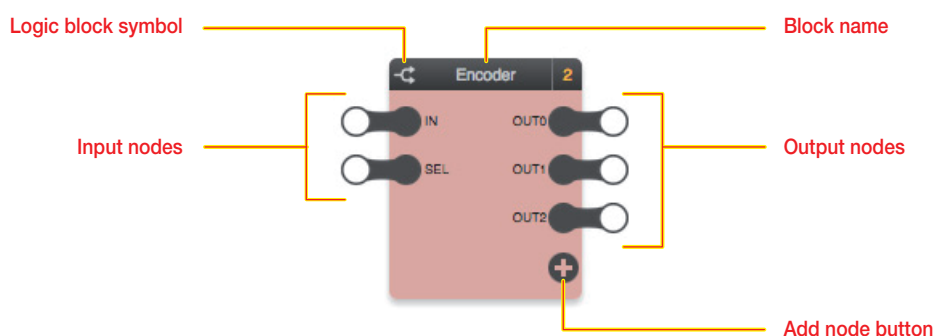 Logic block symbol
Block name
Encoder 2
Input nodes
IN
OUT0
SEL
OUT1
OUT2
Output nodes
Add node button